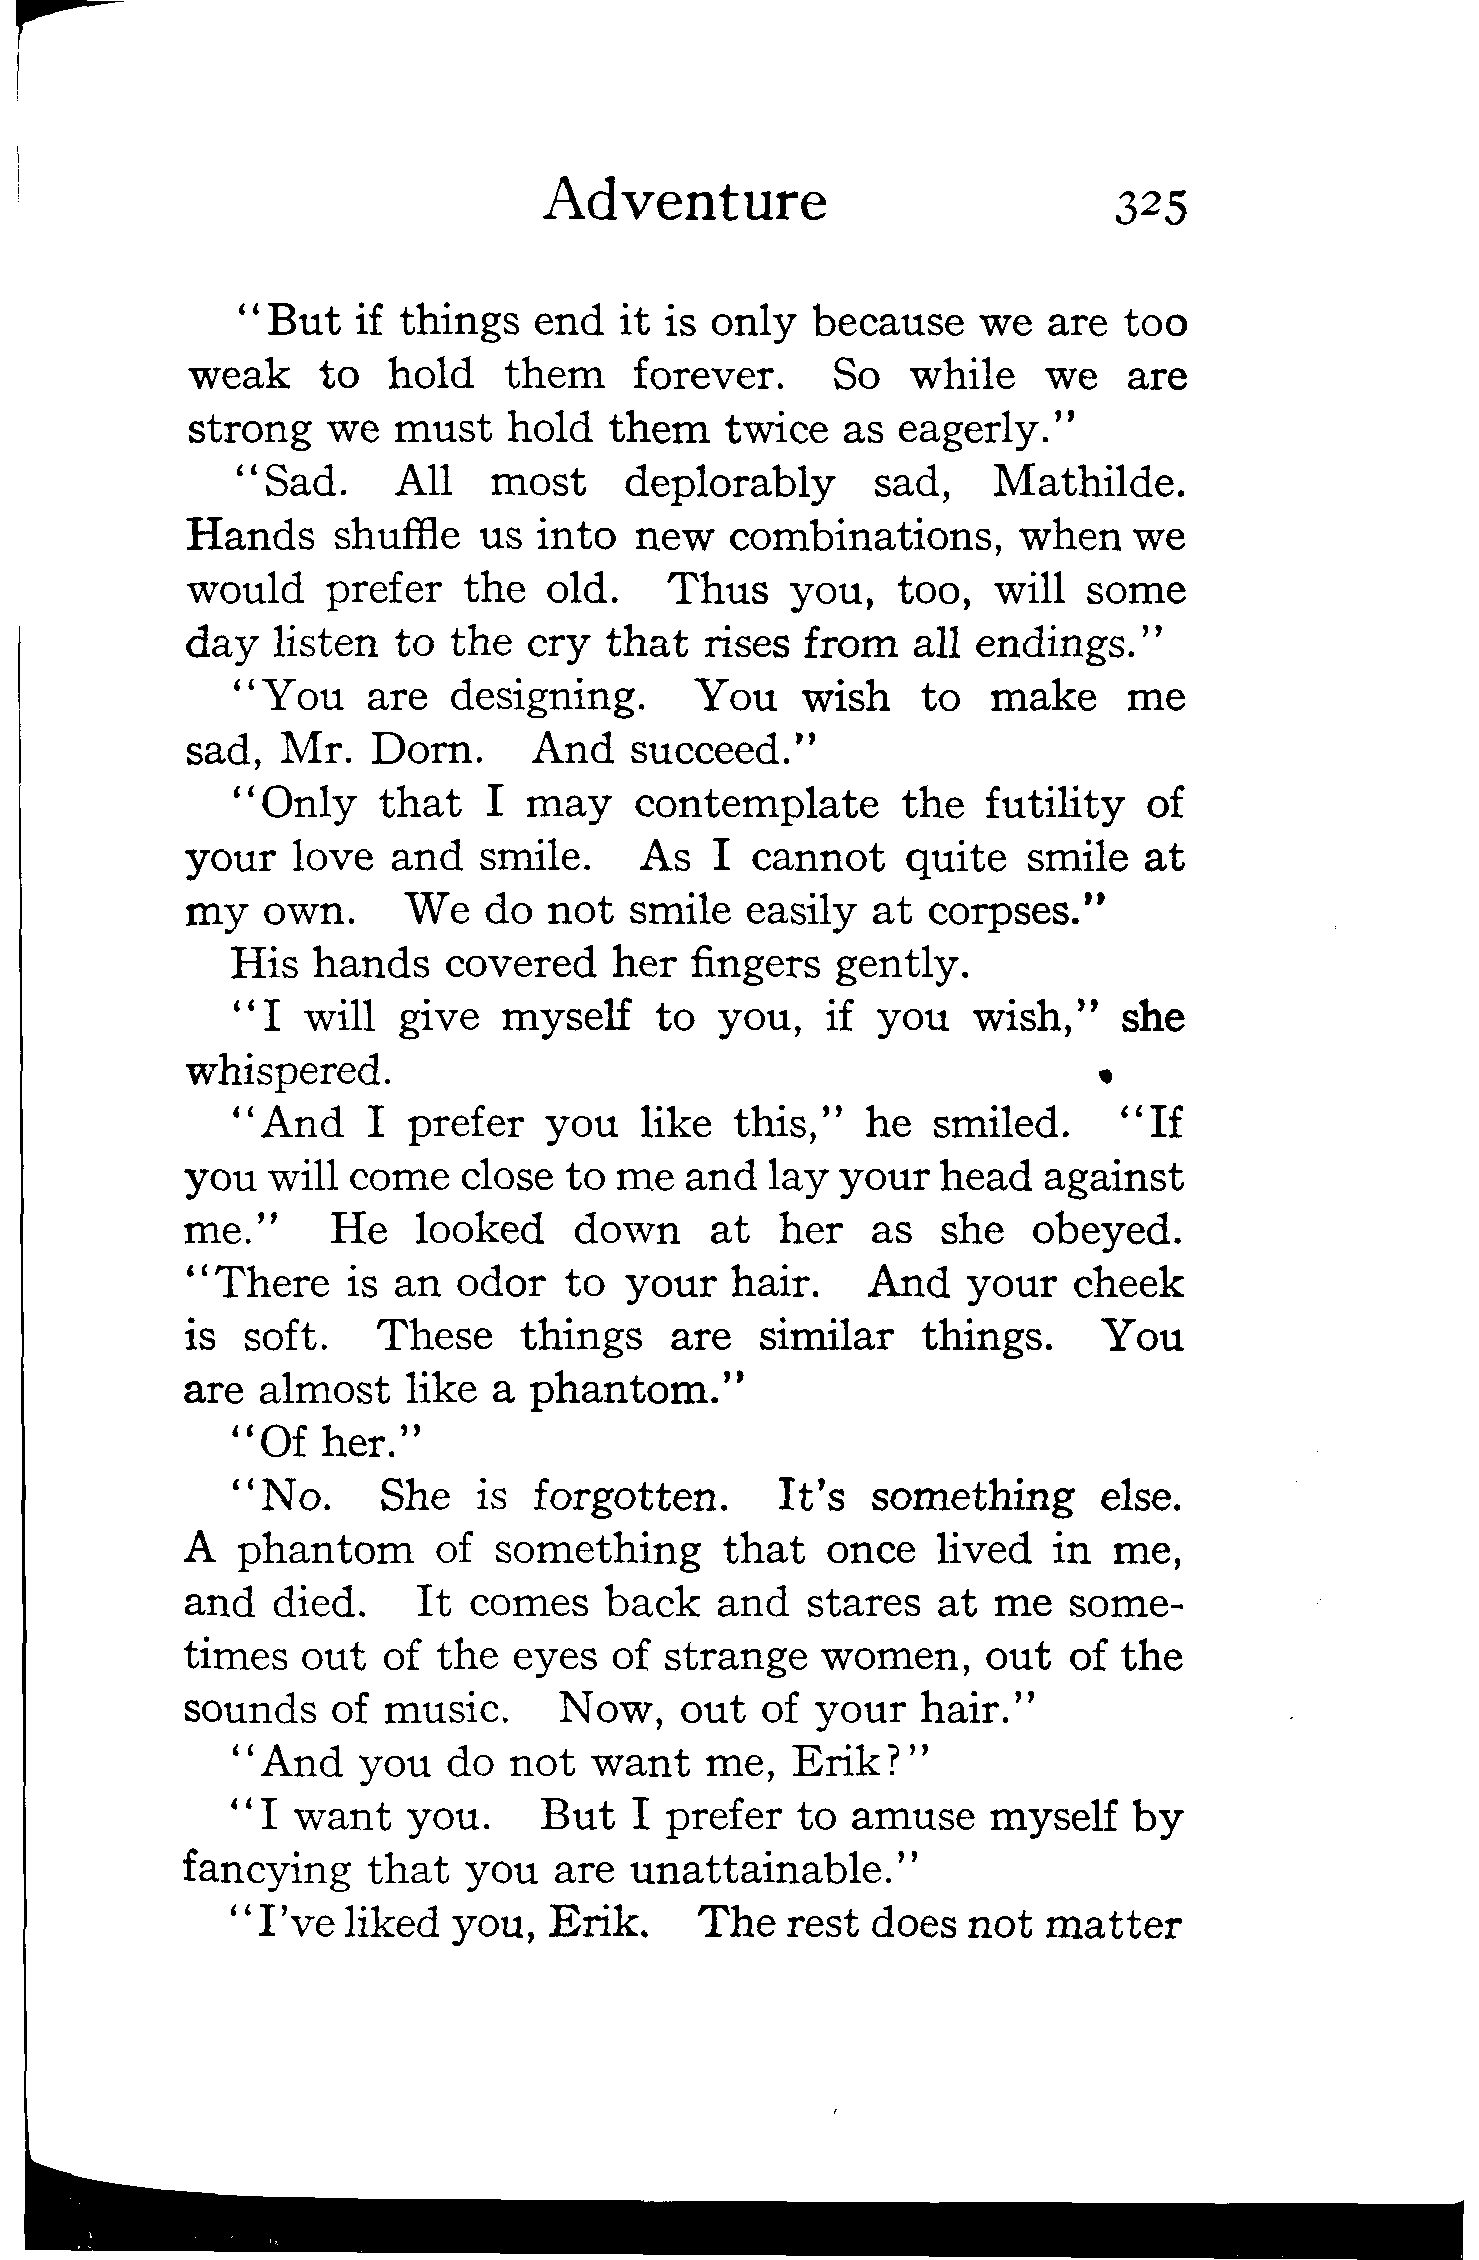 Adventure 325
"But if things end it is only because we are too
weak to hold them forever. So while we are
strong we must hold them twice as eagerly."
"Sad. All most deplorably sad, Mathilde.
Hands shuffle us into new combinations, when we
would prefer the old. Thus you, too, will some
day listen to the cry that rises from all endings."
"You are designing. You wish to make me
sad, Mr. Dorn. And succeed."
"Only that I may contemplate the futility of
your love and smile. As I cannot quite smile at
my own. We do not smile easily at corpses."
His hands covered her fingers gently.
"I will give myself to you, if you wish," she
whispered.
"And I prefer you like this," he smiled. "If
you will come close to me and lay your head against
me." He looked down at her as she obeyed.
"There is an odor to your hair. And your cheek
is soft. These things are similar things. You
are almost like a phantom."
"Of her."
"No. She is forgotten. It's something else.
A phantom of something that once lived in me,
and died. It comes back and stares at me some-
times out of the eyes of strange women, out of the
sounds of music. Now, out of your hair."
"And you do not want me, Erik?"
"I want you. But I prefer to amuse myself by
fancying that you are unattainable."
"I've liked you, Erik. The rest does not matter